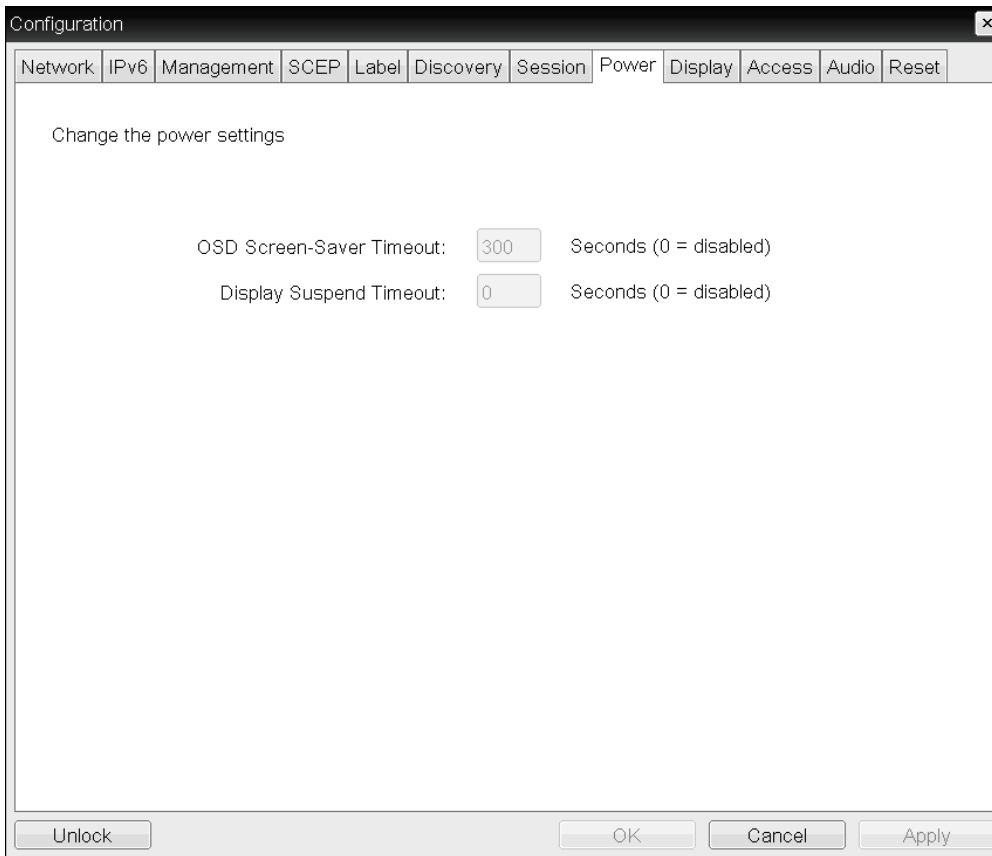 Configuration
Network IPv6 Management SCEP Label Discovery Session Power Display Access Audio Reset
Change the power settings
OSD Screen-Saver Timeout: 300 Seconds (0 = disabled)
Display Suspend Timeout: 0 Seconds (0 = disabled)
Unlock OK Cancel Apply